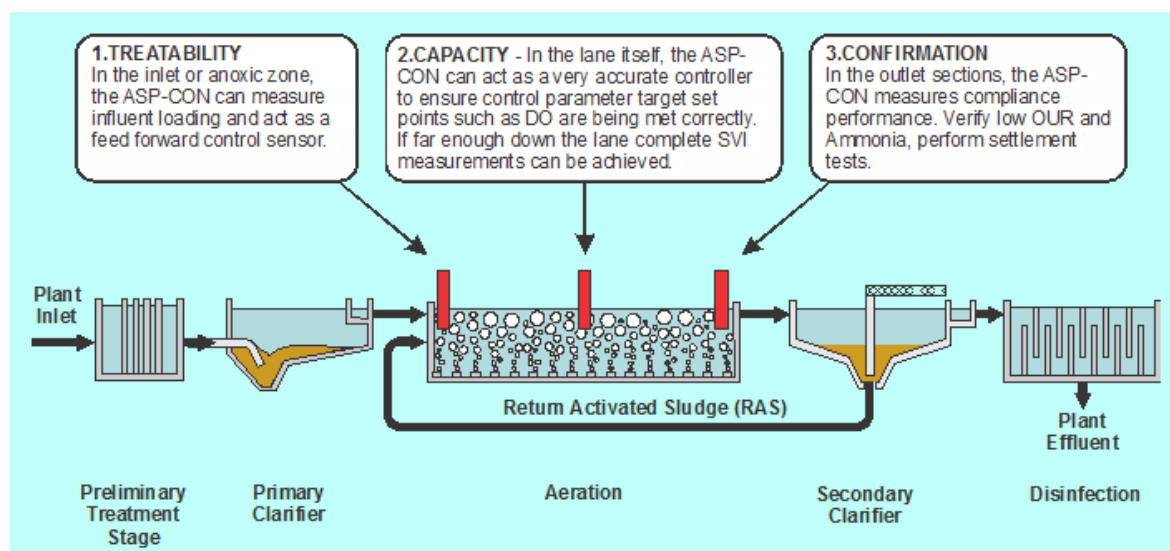 1.TREATABILITY
In the inlet or anoxic zone,
the ASP-CON can measure
influent loading and act as a
feed forward control sensor.
2.CAPACITY - In the lane itself, the ASP-
CON can act as a very accurate controller
to ensure control parameter target set
points such as DO are being met correctly.
If far enough down the lane complete SVI
measurements can be achieved.
3.CONFIRMATION
In the outlet sections, the ASP-
CON measures compliance
performance. Verify low OUR and
Ammonia, perform settlement
tests.
Plant
Inlet
Return Activated Sludge (RAS)
Plant
Effluent
Preliminary
Treatment
Stage
Primary
Clarifier
Aeration
Secondary
Clarifier
Disinfection